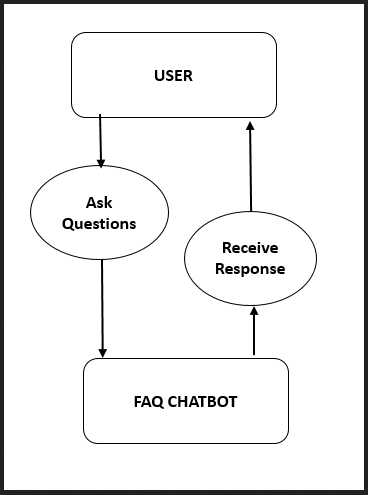 USER
Ask
Questions
Receive
Response
FAQ CHATBOT